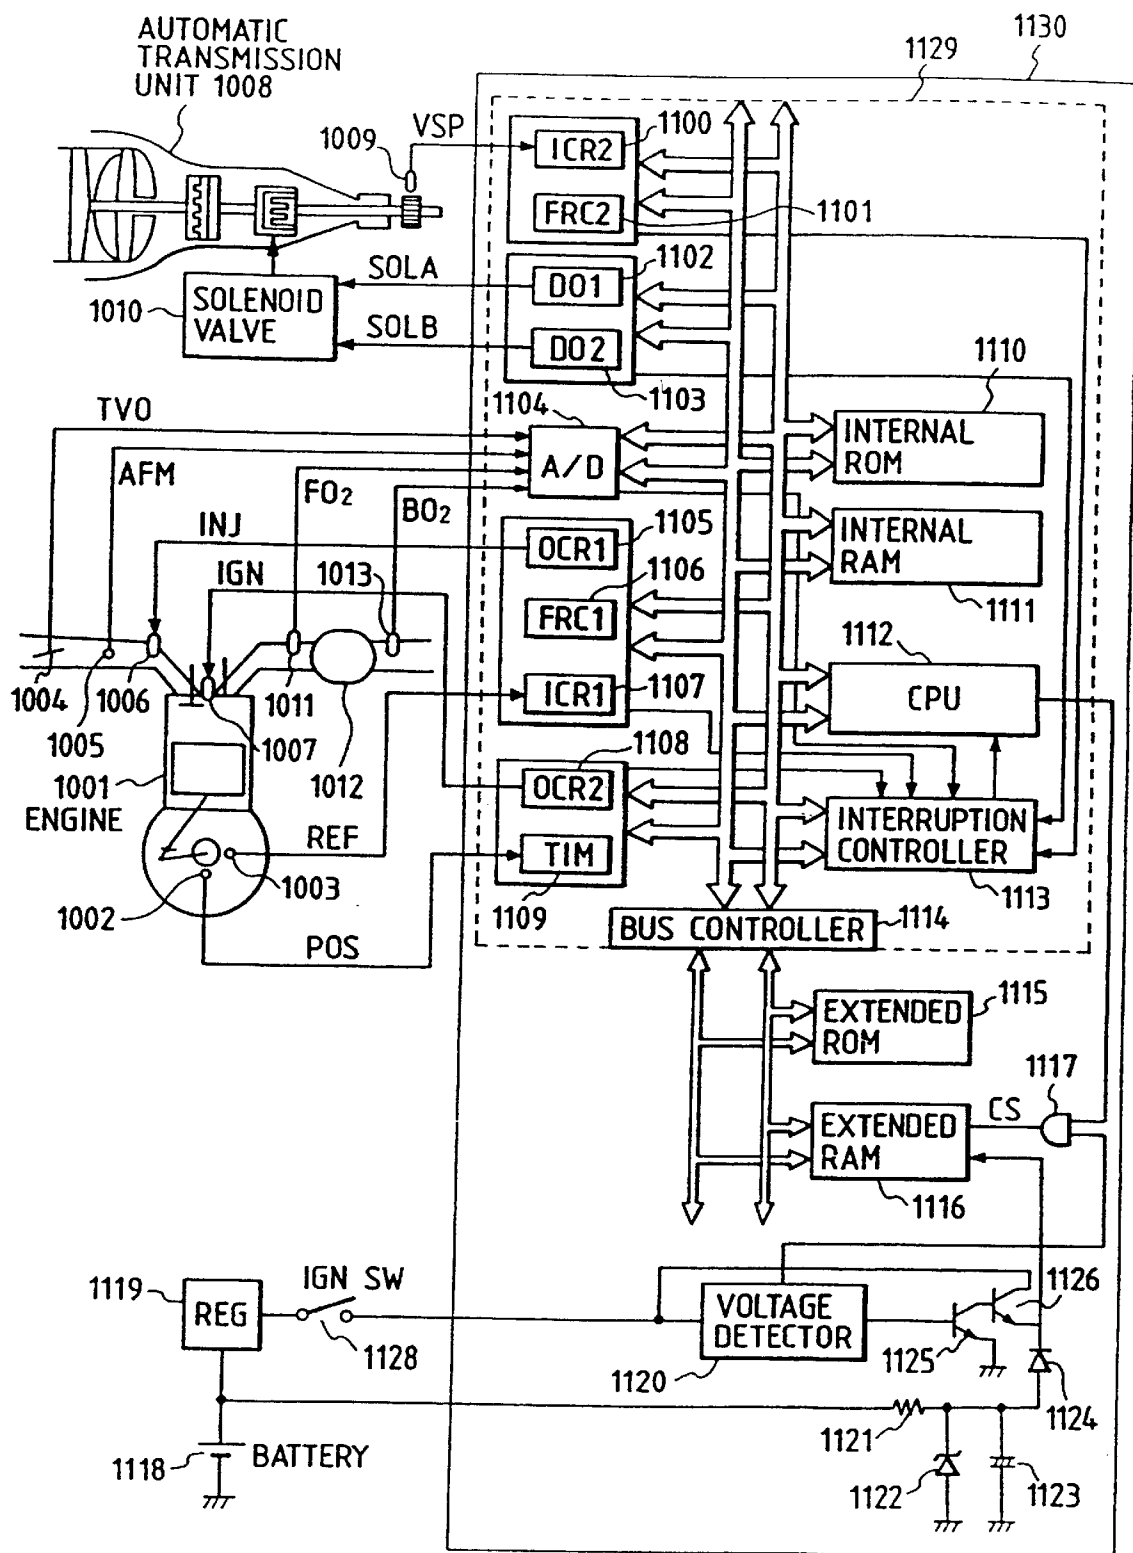 AUTOMATIC
TRANSMISSION
UNIT 1008
1130
1129
1009
VSP
1100
ICR2
FRC2
1101
1102
SOLA
DO1
1010
SOLENOID
VALVE
SOLB
DO2
1103
1110
TVO
1104
INTERNAL
ROM
AFM
A/D
FO2
BO2
1105
INJ
OCR1
INTERNAL
RAM
IGN
1013
1106
FRC1
1111
1112
1004
1006
1011
ICR1
1107
CPU
1005
1007
1012
1108
1001
ENGINE
OCR2
REF
INTERRUPTION
CONTROLLER
TIM
1003
1002
1109
1113
POS
BUS CONTROLLER
1114
1115
EXTENDED
ROM
1117
CS
EXTENDED
RAM
1116
1119
IGN SW
REG
1126
VOLTAGE
DETECTOR
1128
1120
1125
1124
1121
1118
BATTERY
1122
1123